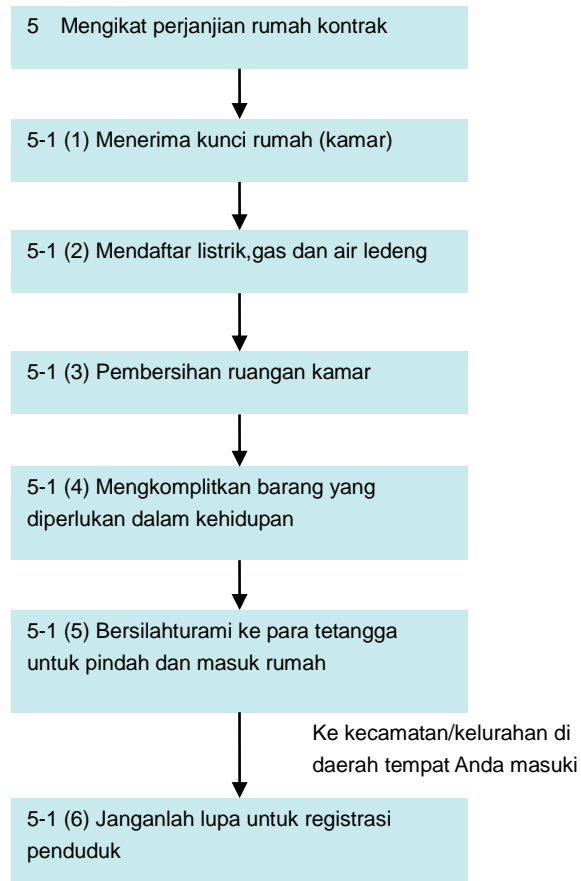 5 Mengikat perjanjian rumah kontrak
5-1 (1) Menerima kunci rumah (kamar)
5-1 (2) Mendaftar listrik,gas dan air ledeng
5-1 (3) Pembersihan ruangan kamar
5-1 (4) Mengkomplitkan barang yang
diperlukan dalam kehidupan
5-1 (5) Bersilahturami ke para tetangga
untuk pindah dan masuk rumah
Ke kecamatan/kelurahan di
daerah tempat Anda masuki
5-1 (6) Janganlah lupa untuk registrasi
penduduk